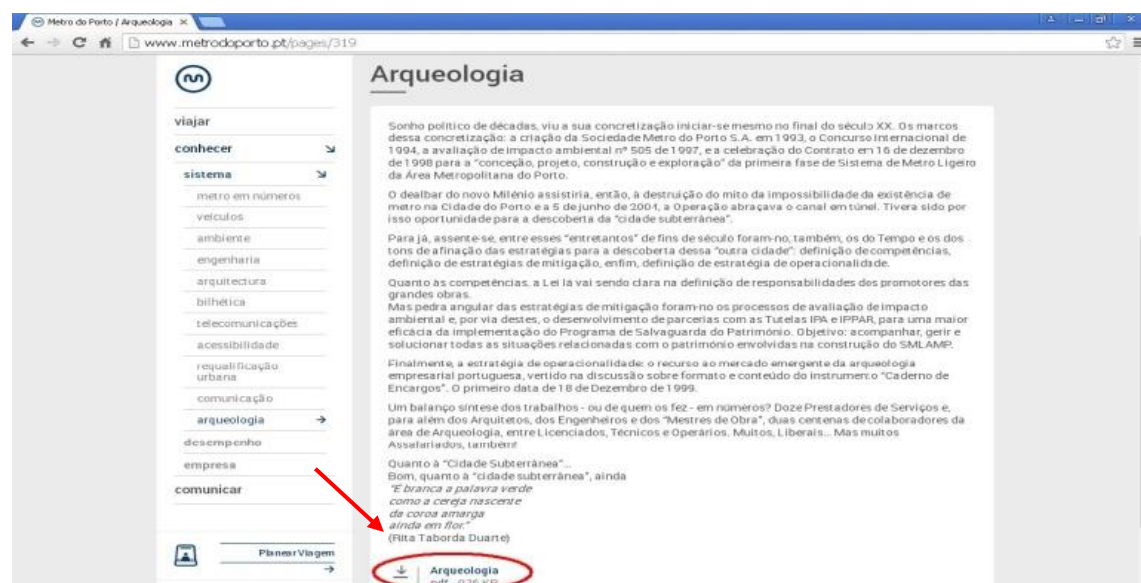 Metro do Porto / Arqueologia
www.metrodoporto.pt/pages/319
viajar
conhecer
sistema
metro em números
veículos
ambiente
engenharia
arquitectura
bilhética
telecomunicações
acessibilidade
requalificação
urbana
comunicação
arqueologia
desempenho
empresa
comunicar
Planear Viagem
Arqueologia
Sonho político de décadas, viu a sua concretização iniciar-se mesmo no final do século XX. Os marcos
dessa concretização: a criação da Sociedade Metro do Porto S.A. em 1993, o Concurso Internacional de
1994, a avaliação de impacto ambiental nº 505 de 1997, e a celebração do Contrato em 16 de dezembro
de 1998 para a "conceção, projeto, construção e exploração" da primeira fase de Sistema de Metro Ligeiro
da Área Metropolitana do Porto.
O dealbar do novo Milénio assistiria, então, à destruição do mito da impossibilidade da existência de
metro na Cidade do Porto e a 5 de junho de 2004, a Operação abraçava o canal em túnel. Tivera sido por
isso oportunidade para a descoberta da "cidade subterrânea".
Para já, assente-se, entre esses "entretantos" de fins de século foram-no, também, os do Tempo e os dos
tons de afinação das estratégias para a descoberta dessa "outra cidade": definição de competências,
definição de estratégias de mitigação, enfim, definição de estratégia de operacionalidade.
Quanto às competências, a Lei lá vai sendo clara na definição de responsabilidades dos promotores das
grandes obras.
Mas pedra angular das estratégias de mitigação foram-no os processos de avaliação de impacto
ambiental e, por via destes, o desenvolvimento de parcerias com as Tutelas IPA e IPPAR, para uma maior
eficácia da implementação do Programa de Salvaguarda do Património. Objetivo: acompanhar, gerir e
solucionar todas as situações relacionadas com o património envolvidas na construção do SMLAMP.
Finalmente, a estratégia de operacionalidade: o recurso ao mercado emergente da arqueologia
empresarial portuguesa, vertido na discussão sobre formato e conteúdo do instrumento "Caderno de
Encargos". O primeiro data de 18 de Dezembro de 1999.
Um balanço síntese dos trabalhos - ou de quem os fez - em números? Doze Prestadores de Serviços e,
para além dos Arquitetos, dos Engenheiros e dos "Mestres de Obra", duas centenas de colaboradores da
área de Arqueologia, entre Licenciados, Técnicos e Operários. Muitos, Liberais... Mas muitos
Assalariados, também!
Quanto à "Cidade Subterrânea"...
Bom, quanto à "cidade subterrânea", ainda
"É branca a palavra verde
como a cereja nascente
da coroa amarga
ainda em flor."
(Rita Taborda Duarte)
Arqueologia
pdf 926 KB